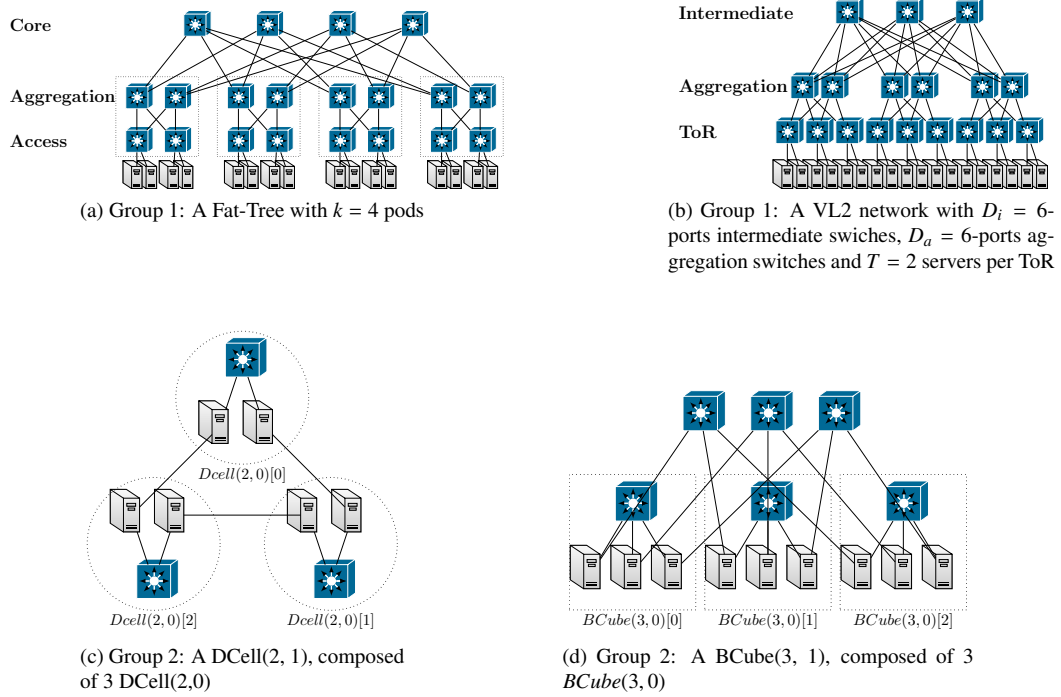 Core
Aggregation
Access
(a) Group 1: A Fat-Tree with k = 4 pods
Intermediate
Aggregation
ToR
(b) Group 1: A VL2 network with D_i = 6-
ports intermediate swiches, D_a = 6-ports ag-
gregation switches and T = 2 servers per ToR
Dcell(2, 0)[0]
Dcell(2, 0)[2]
Dcell(2, 0)[1]
(c) Group 2: A DCell(2, 1), composed
of 3 DCell(2,0)
BCube(3, 0)[0]
BCube(3, 0)[1]
BCube(3, 0)[2]
(d) Group 2: A BCube(3, 1), composed of 3
BCube(3, 0)